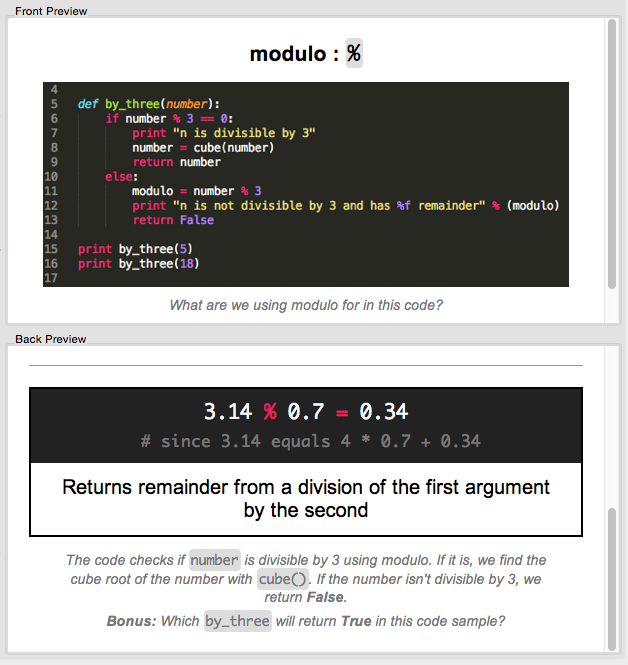 Front Preview
modulo : %
4
5 def by_three(number):
6 if number % 3 == 0:
7 print "n is divisible by 3"
8 number = cube(number)
9 return number
10 else:
11 modulo = number % 3
12 print "n is not divisible by 3 and has %f remainder" % (modulo)
13 return False
14
15 print by_three(5)
16 print by_three(18)
17
What are we using modulo for in this code?
Back Preview
3.14 % 0.7 = 0.34
# since 3.14 equals 4 * 0.7 + 0.34
Returns remainder from a division of the first argument
by the second
The code checks if number is divisible by 3 using modulo. If it is, we find the
cube root of the number with cube(). If the number isn't divisible by 3, we
return False.
Bonus: Which by_three will return True in this code sample?